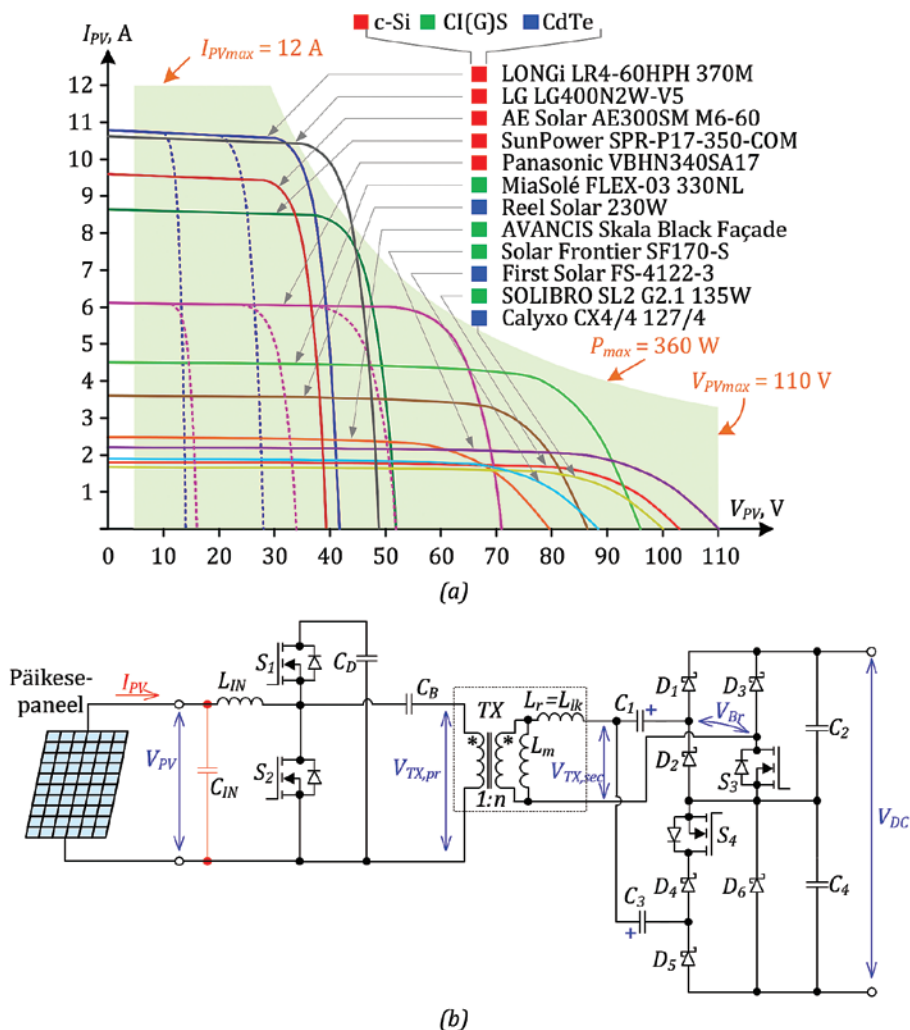 c-Si CI(G)S CdTe
I_PV, A
I_PVmax = 12 A
LONGi LR4-60HPH 370M
LG LG400N2W-V5
AE Solar AE300SM M6-60
SunPower SPR-P17-350-COM
Panasonic VBHN340SA17
MiaSolé FLEX-03 330NL
Reel Solar 230W
AVANCIS Skala Black Façade
Solar Frontier SF170-S
First Solar FS-4122-3
SOLIBRO SL2 G2.1 135W
Calyxo CX4/4 127/4
12
11
10
9
8
7
6
5
4
3
2
1
P_max = 360 W
V_PVmax = 110 V
V_PV, V
0 10 20 30 40 50 60 70 80 90 100 110
(a)
Päikese-
paneel
I_PV
V_PV
C_IN
L_IN
S_1
S_2
C_D
C_B
V_TX,pr
TX
* *
1:n
L_r=L_lk
L_m
V_TX,sec
C_1
+
C_3
+
D_1
D_2
D_3
V_Br
S_3
S_4
D_4
D_5
D_6
C_2
C_4
V_DC
(b)